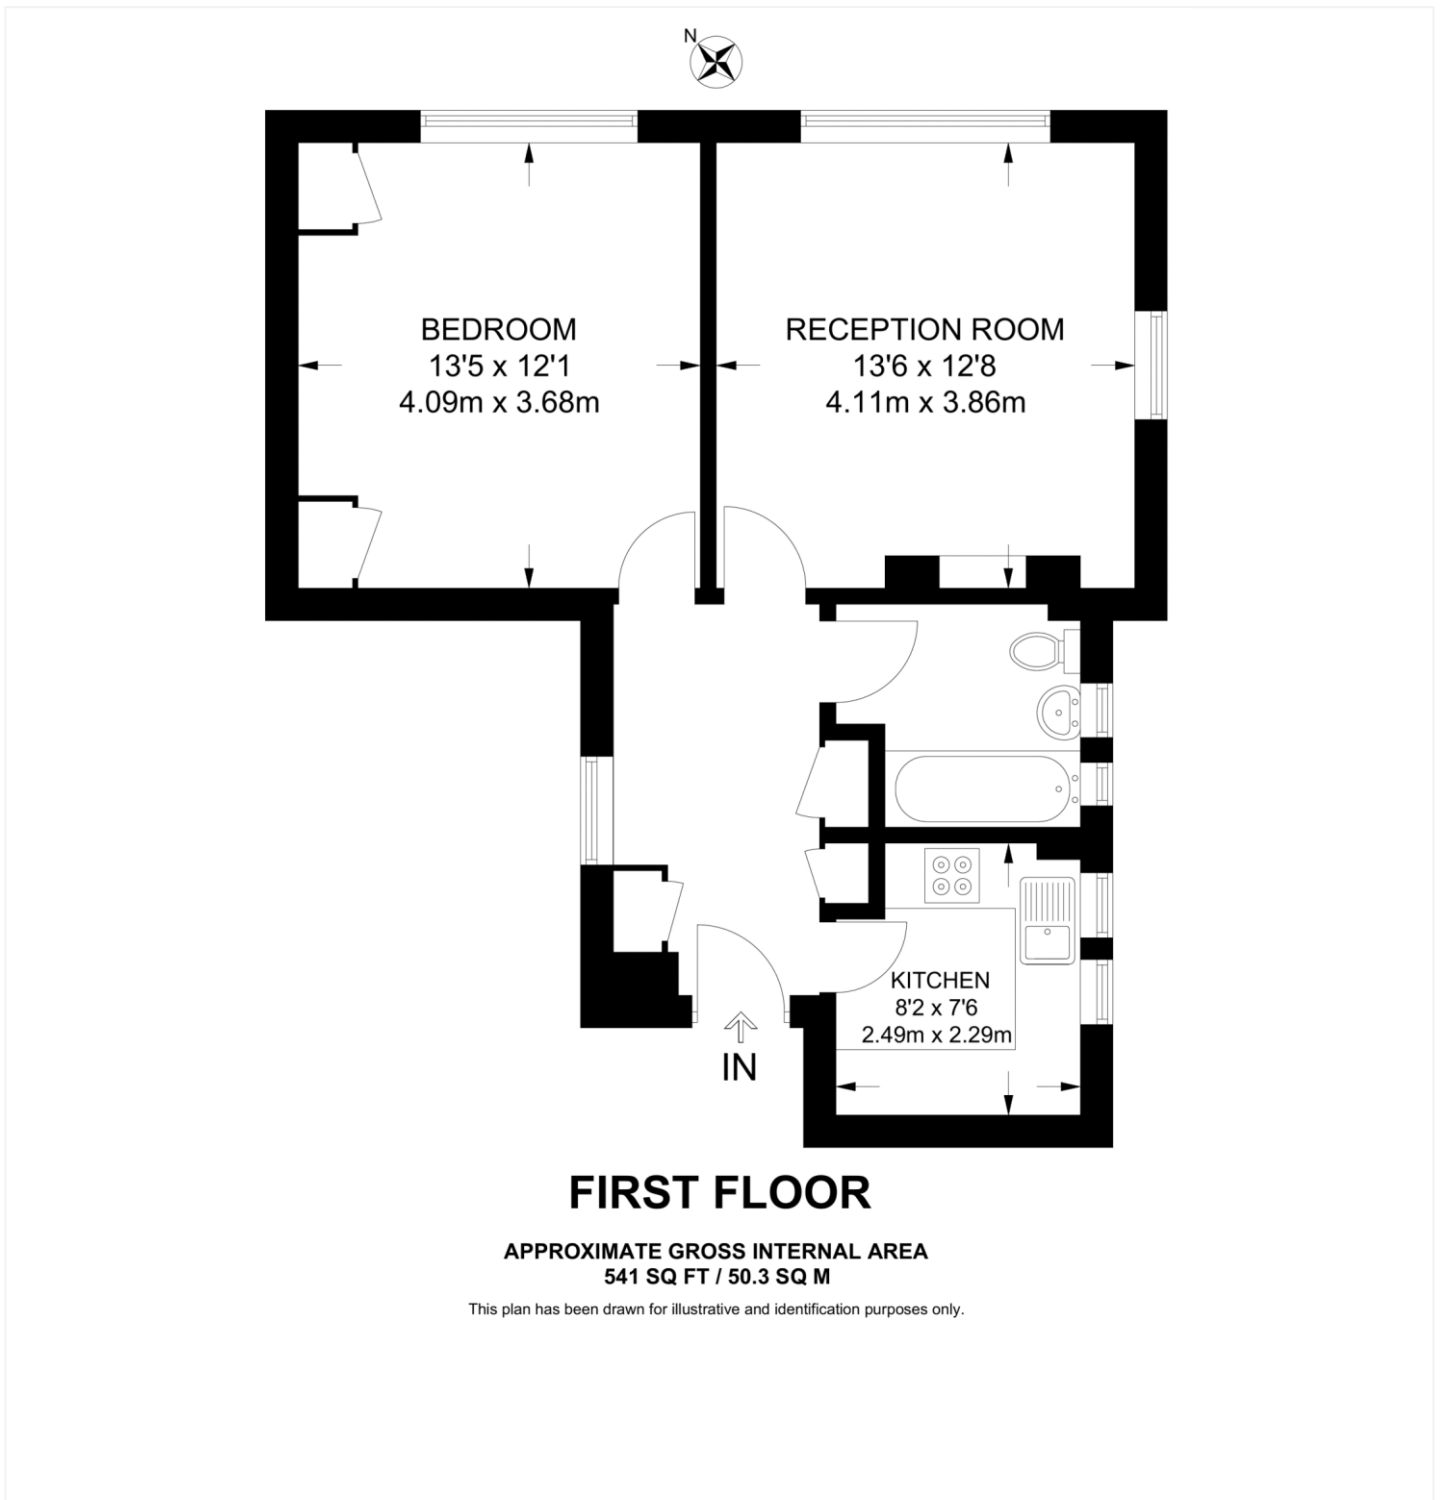 N
BEDROOM
13'5 x 12'1
4.09m x 3.68m
RECEPTION ROOM
13'6 x 12'8
4.11m x 3.86m
KITCHEN
8'2 x 7'6
2.49m x 2.29m
IN
FIRST FLOOR
APPROXIMATE GROSS INTERNAL AREA
541 SQ FT / 50.3 SQ M
This plan has been drawn for illustrative and identification purposes only.